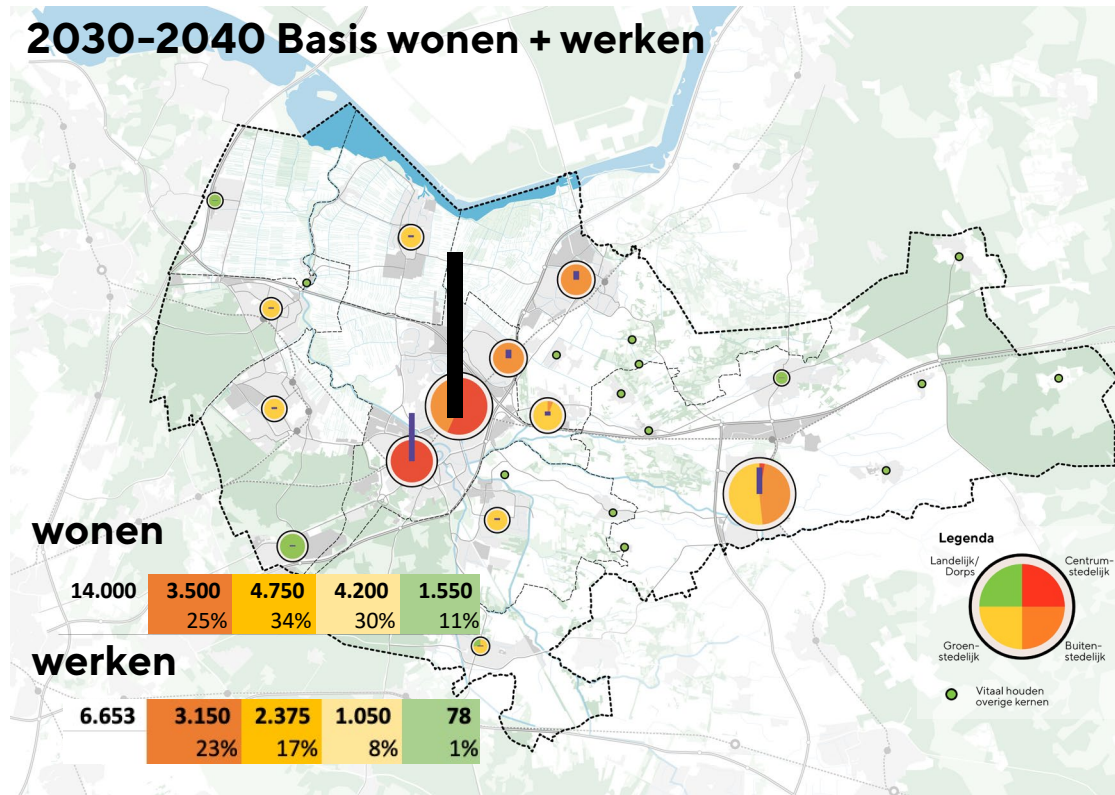 2030-2040 Basis wonen + werken
wonen
14.000 3.500 4.750 4.200 1.550
25% 34% 30% 11%
werken
6.653 3.150 2.375 1.050 78
23% 17% 8% 1%
Legenda
Landelijk/
Dorps
Centrum-
stedelijk
Groen-
stedelijk
Buiten-
stedelijk
Vitaal houden
overige kernen